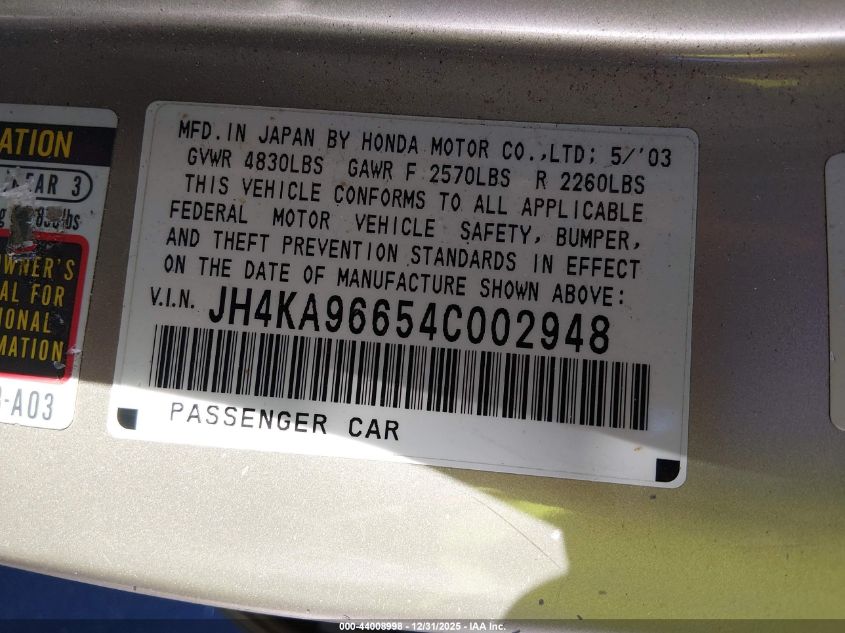 MFD. IN JAPAN BY HONDA MOTOR CO.,LTD; 5/'03
GVWR 4830LBS GAWR F 2570LBS R 2260LBS
THIS VEHICLE CONFORMS TO ALL APPLICABLE
FEDERAL MOTOR VEHICLE SAFETY, BUMPER,
AND THEFT PREVENTION STANDARDS IN EFFECT
ON THE DATE OF MANUFACTURE SHOWN ABOVE:
V.I.N. JH4KA96654C002948
PASSENGER CAR
ATION
EAR 3
lbs
OWNER'S
AL FOR
IONAL
MATION
-A03
000-44008998 - 12/31/2025 - IAA Inc.